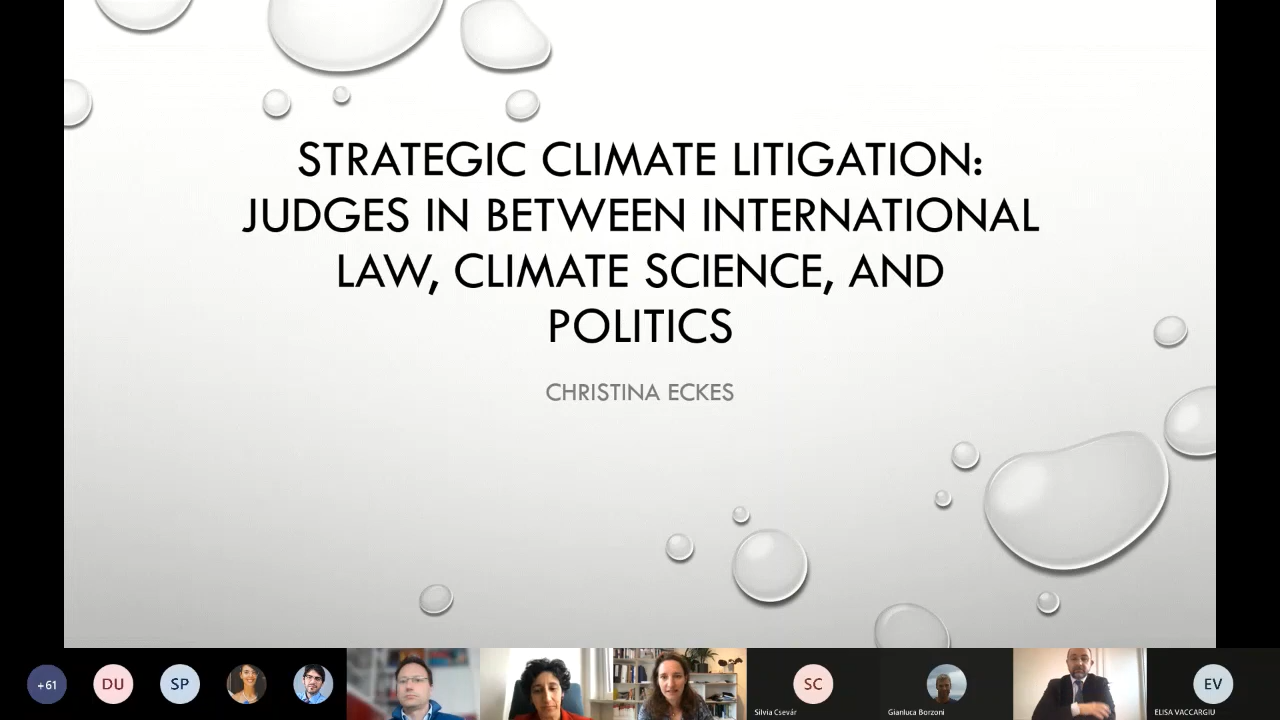 STRATEGIC CLIMATE LITIGATION:
JUDGES IN BETWEEN INTERNATIONAL
LAW, CLIMATE SCIENCE, AND
POLITICS
CHRISTINA ECKES
+61
DU
SP
SC
Silvia Csevár
Gianluca Borzoni
EV
ELISA VACCARGIU